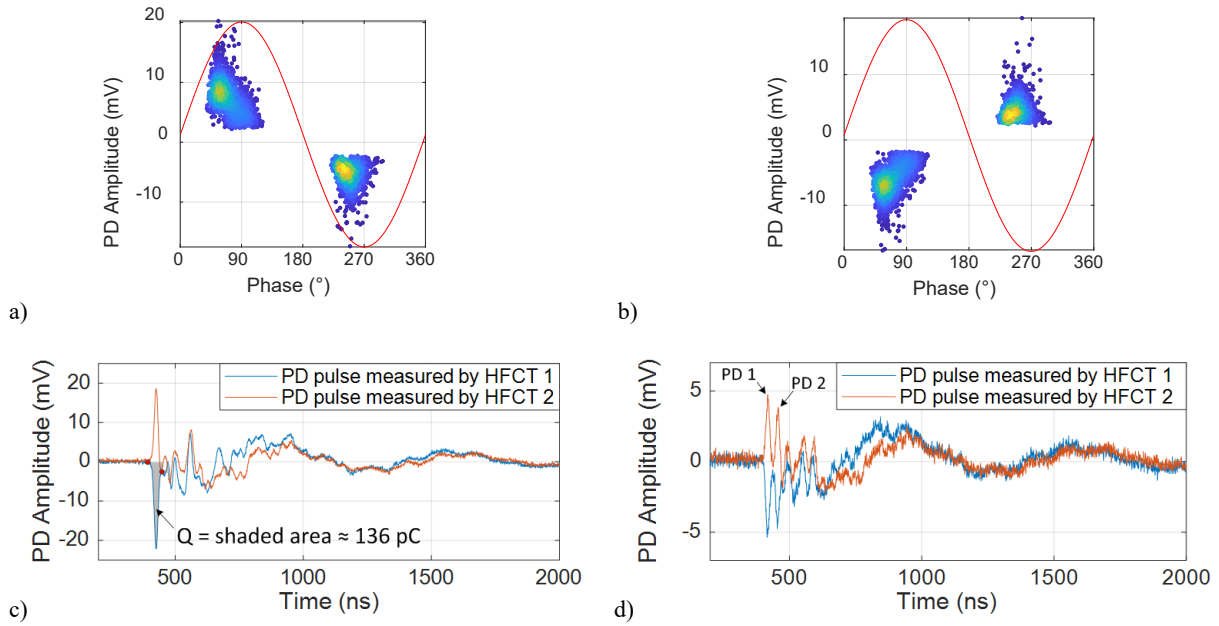 20
10
0
-10
PD Amplitude (mV)
0 90 180 270 360
Phase (°)
a)
10
0
-10
PD Amplitude (mV)
0 90 180 270 360
Phase (°)
b)
20
10
0
-10
-20
PD Amplitude (mV)
PD pulse measured by HFCT 1
PD pulse measured by HFCT 2
Q = shaded area ≈ 136 pC
500 1000 1500 2000
Time (ns)
c)
5
0
-5
PD Amplitude (mV)
PD 1
PD 2
PD pulse measured by HFCT 1
PD pulse measured by HFCT 2
500 1000 1500 2000
Time (ns)
d)